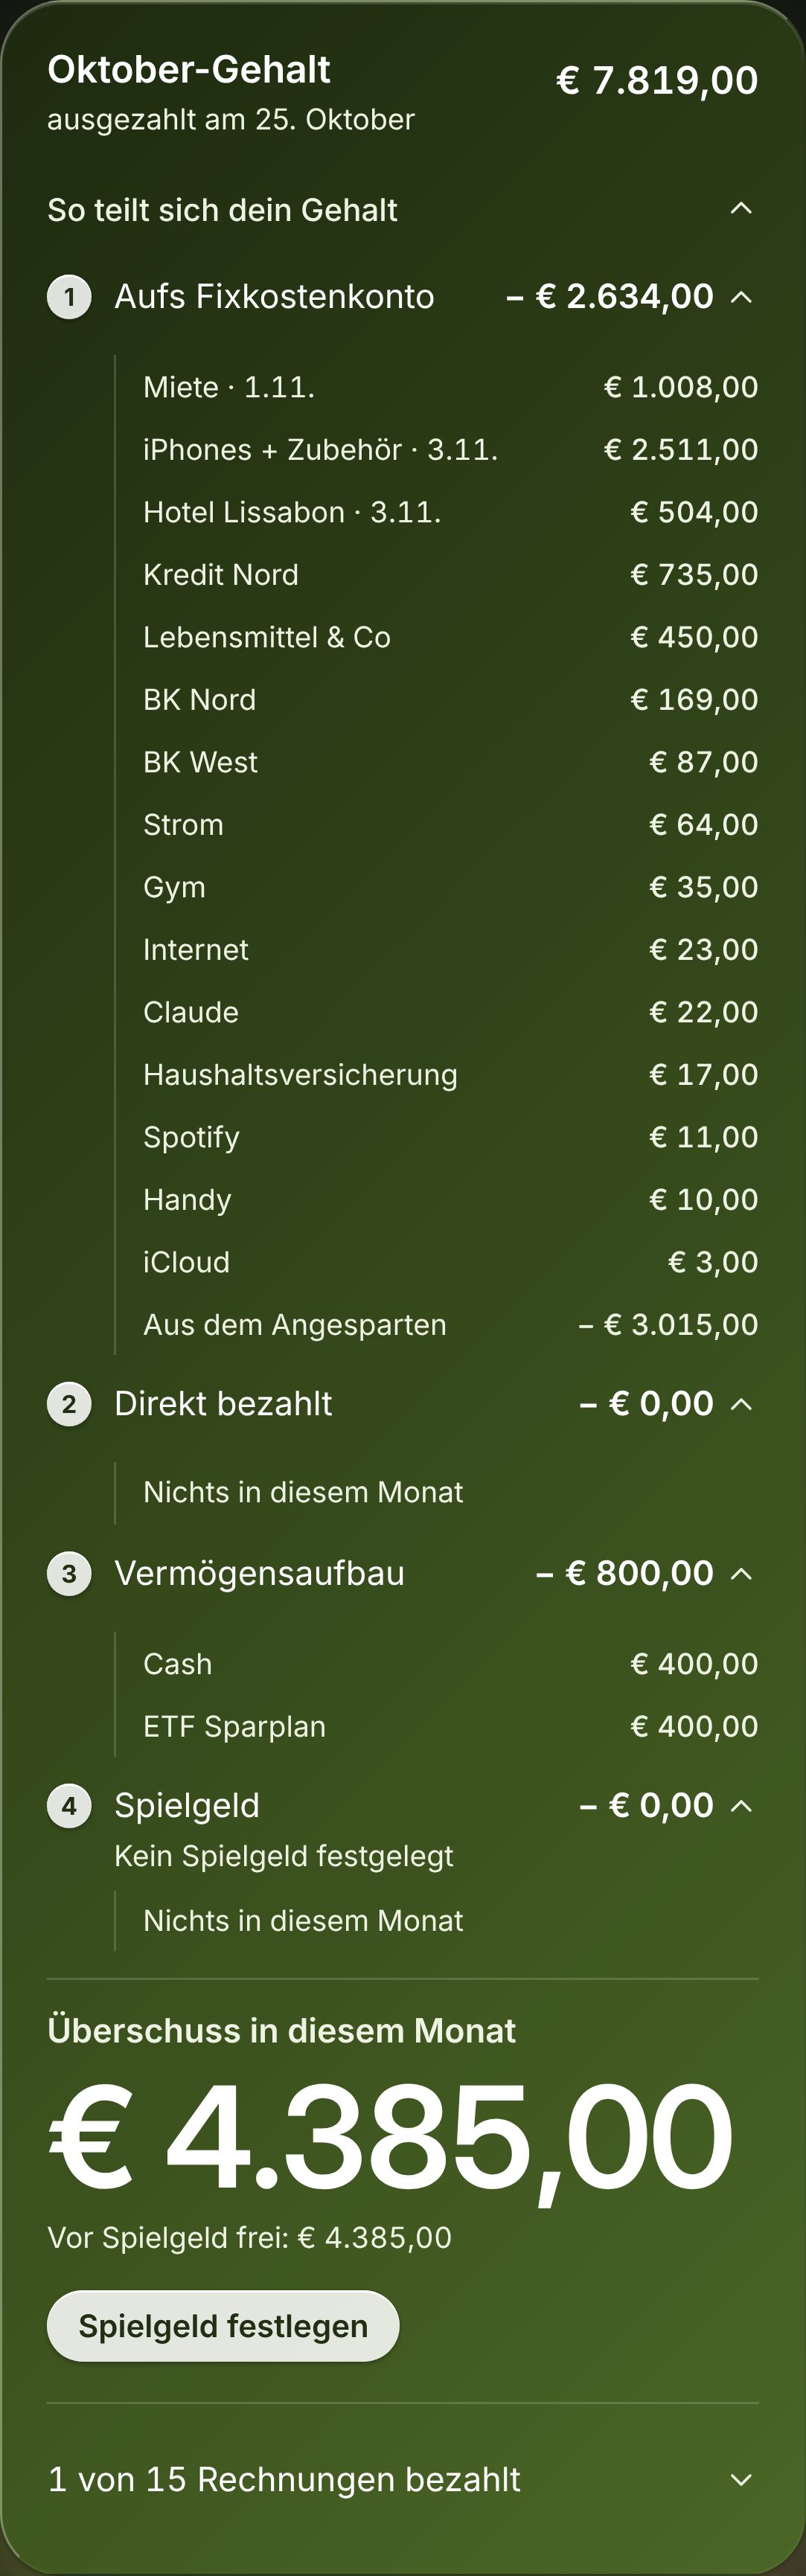 Oktober-Gehalt
€ 7.819,00
ausgezahlt am 25. Oktober
So teilt sich dein Gehalt
1 Aufs Fixkostenkonto – € 2.634,00
Miete · 1.11. € 1.008,00
iPhones + Zubehör · 3.11. € 2.511,00
Hotel Lissabon · 3.11. € 504,00
Kredit Nord € 735,00
Lebensmittel & Co € 450,00
BK Nord € 169,00
BK West € 87,00
Strom € 64,00
Gym € 35,00
Internet € 23,00
Claude € 22,00
Haushaltsversicherung € 17,00
Spotify € 11,00
Handy € 10,00
iCloud € 3,00
Aus dem Angesparten – € 3.015,00
2 Direkt bezahlt – € 0,00
Nichts in diesem Monat
3 Vermögensaufbau – € 800,00
Cash € 400,00
ETF Sparplan € 400,00
4 Spielgeld – € 0,00
Kein Spielgeld festgelegt
Nichts in diesem Monat
Überschuss in diesem Monat
€ 4.385,00
Vor Spielgeld frei: € 4.385,00
Spielgeld festlegen
1 von 15 Rechnungen bezahlt